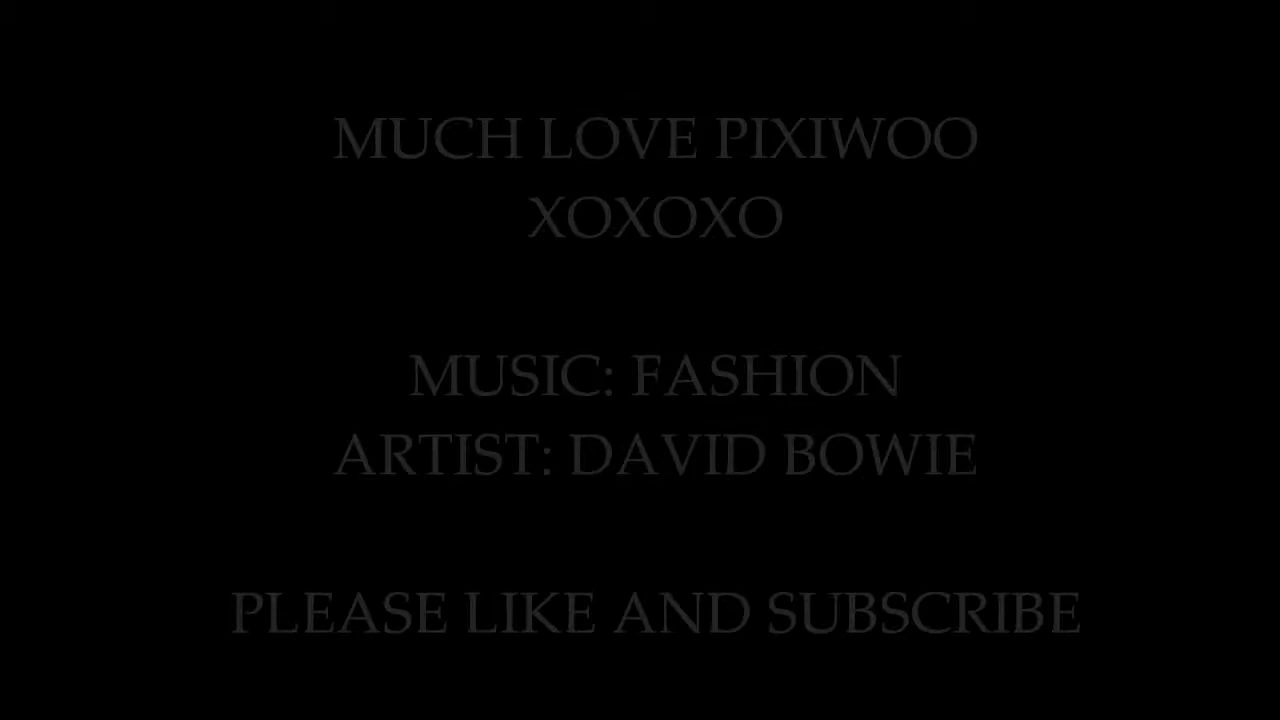 MUCH LOVE PIXIWOO
XOXOXO
MUSIC: FASHION
ARTIST: DAVID BOWIE
PLEASE LIKE AND SUBSCRIBE